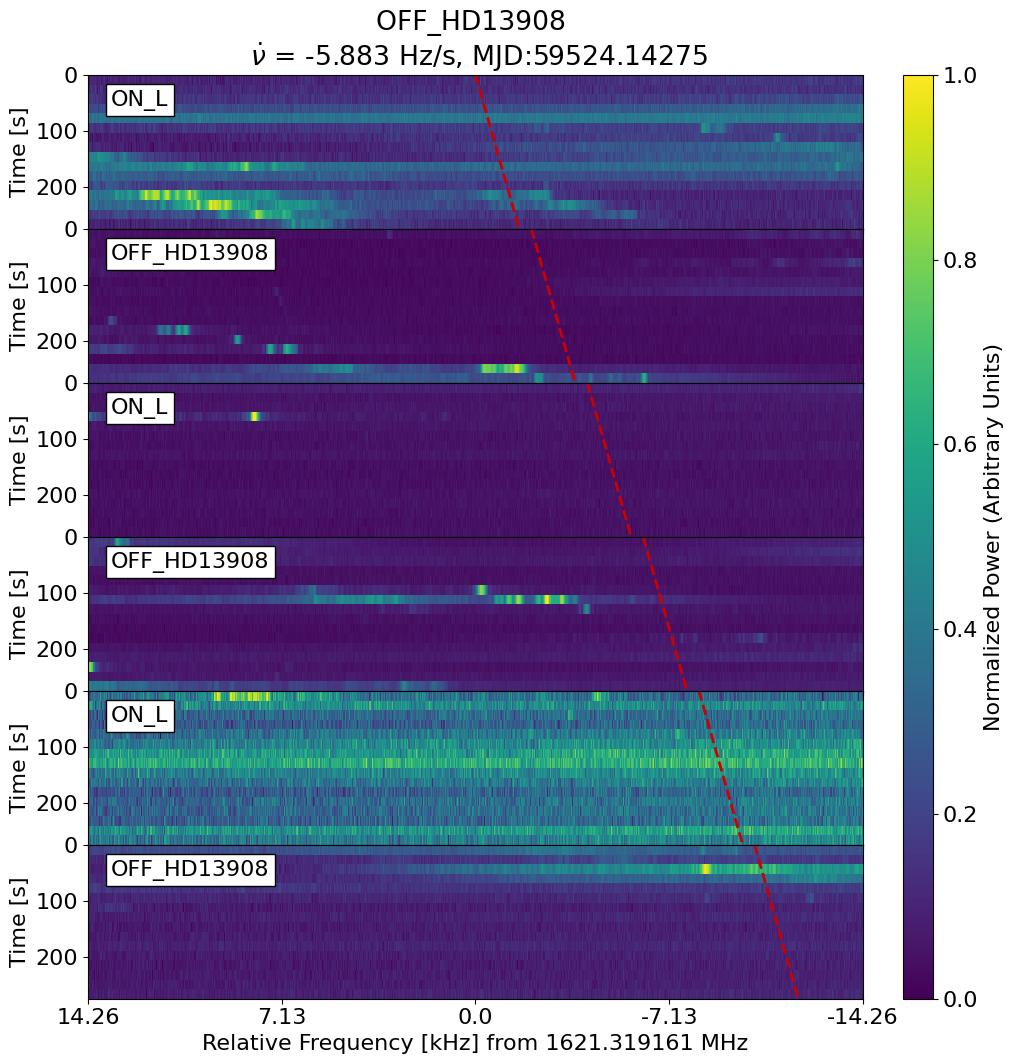 OFF_HD13908
ν̇ = -5.883 Hz/s, MJD:59524.14275
ON_L
OFF_HD13908
ON_L
OFF_HD13908
ON_L
OFF_HD13908
Time [s]
Time [s]
Time [s]
Time [s]
Time [s]
Time [s]
0
100
200
0
100
200
0
100
200
0
100
200
0
100
200
0
100
200
14.26 7.13 0.0 -7.13 -14.26
Relative Frequency [kHz] from 1621.319161 MHz
1.0
0.8
0.6
0.4
0.2
0.0
Normalized Power (Arbitrary Units)